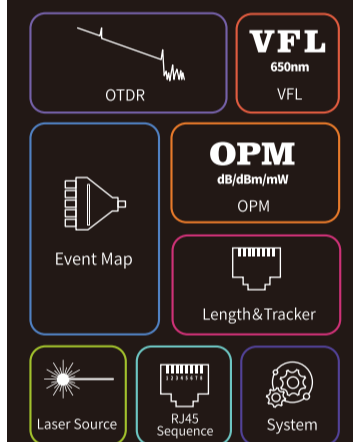 OTDR
VFL
650nm
VFL
Event Map
OPM
dB/dBm/mW
OPM
Length&Tracker
Laser Source
12345678
RJ45
Sequence
System